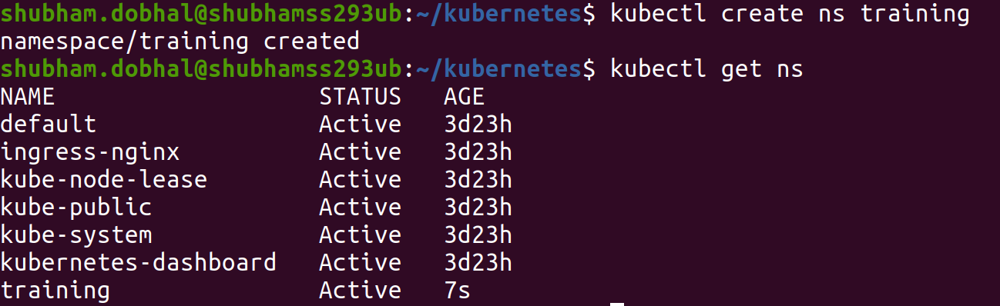 shubham.dobhal@shubhamss293ub:~/kubernetes$ kubectl create ns training
namespace/training created
shubham.dobhal@shubhamss293ub:~/kubernetes$ kubectl get ns
NAME                   STATUS   AGE
default                Active   3d23h
ingress-nginx          Active   3d23h
kube-node-lease        Active   3d23h
kube-public            Active   3d23h
kube-system            Active   3d23h
kubernetes-dashboard   Active   3d23h
training               Active   7s